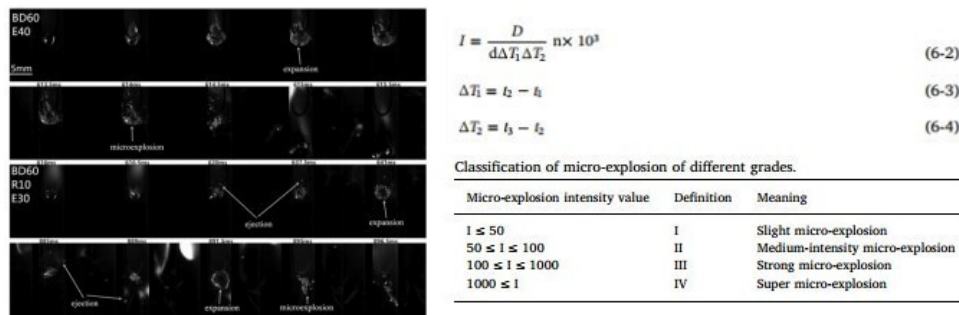 BD60
E40
5mm
expansion
microexplosion
BD60
R10
E30
ejection
expansion
ejection
expansion
microexplosion
I = D / dΔT₁ΔT₂ n× 10³ (6-2)
ΔT₁ = t₂ − t₁ (6-3)
ΔT₂ = t₃ − t₂ (6-4)
Classification of micro-explosion of different grades.
Micro-explosion intensity value Definition Meaning
I ≤ 50 I Slight micro-explosion
50 ≤ I ≤ 100 II Medium-intensity micro-explosion
100 ≤ I ≤ 1000 III Strong micro-explosion
1000 ≤ I IV Super micro-explosion